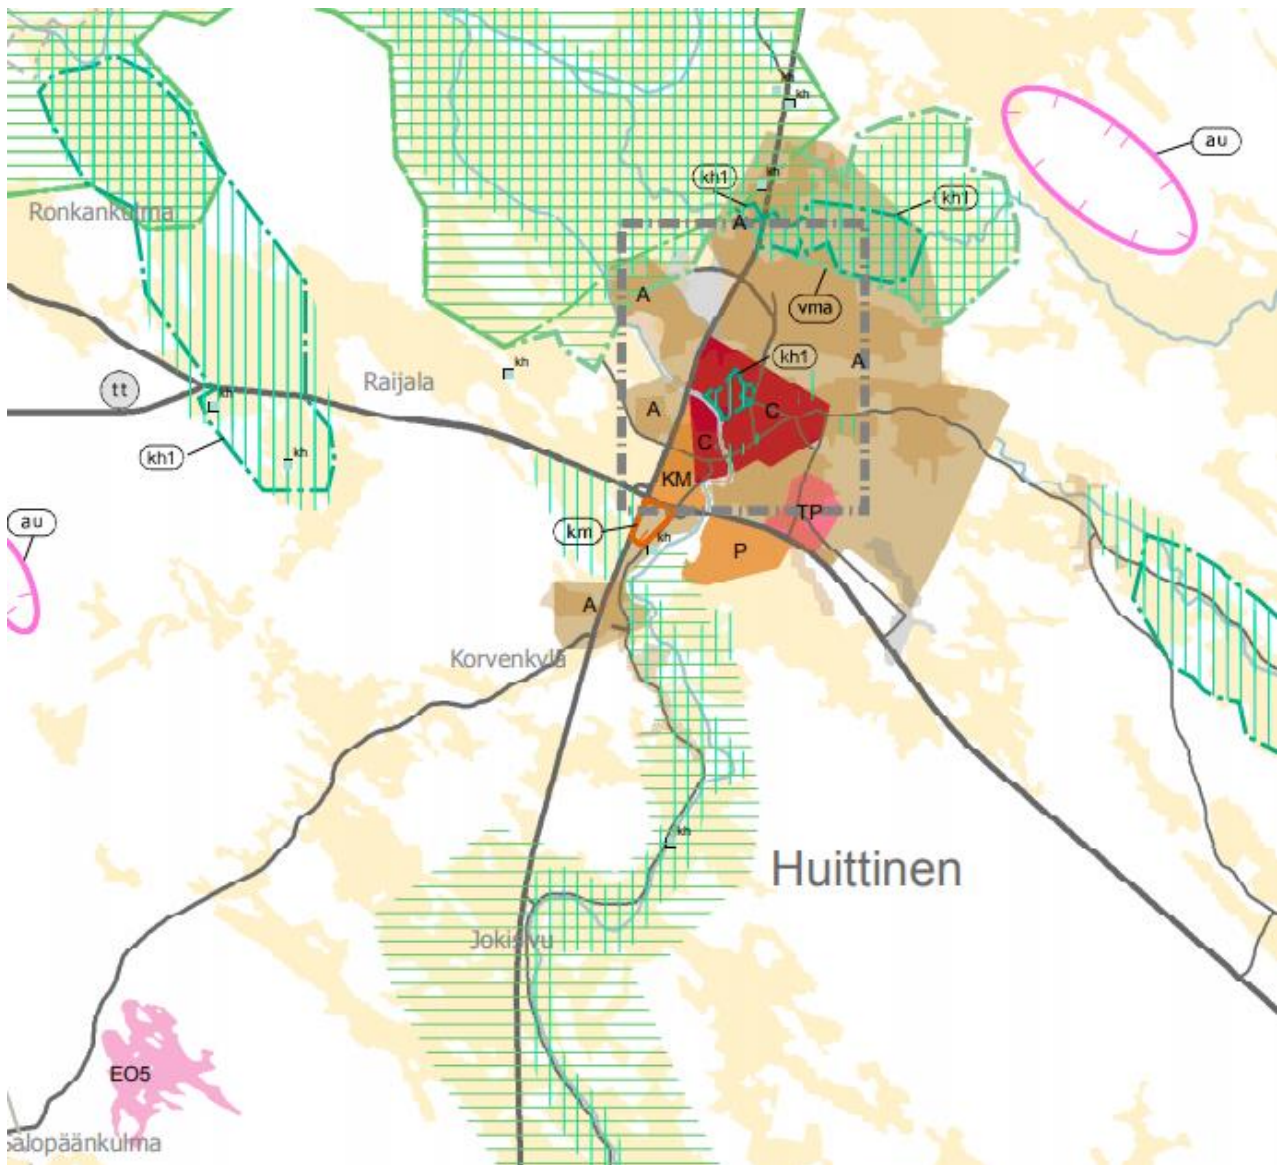 kh
kh
au
kh1
kh
kh1
Ronkankulma
A
A
vma
kh1
A
kh
Raijala
tt
A
C
kh
C
kh1
kh
KM
au
km
TP
kh
P
A
Korvenkylä
kh
Huittinen
Jokisivu
EO5
Salopäänkulma